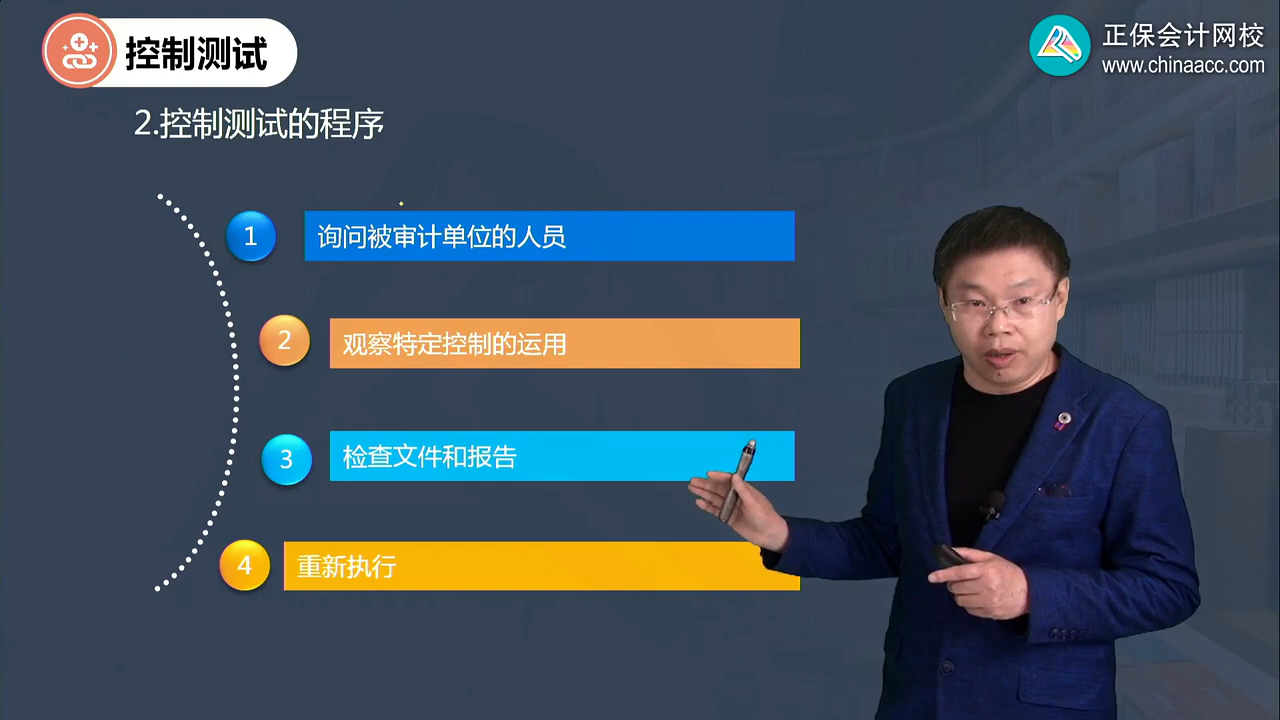 控制测试
正保会计网校
www.chinaacc.com
2.控制测试的程序
1 询问被审计单位的人员
2 观察特定控制的运用
3 检查文件和报告
4 重新执行